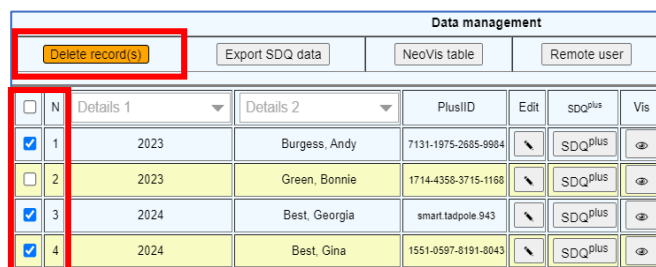 Data management
Delete record(s) Export SDQ data NeoVis table Remote user
N Details 1 Details 2 PlusIID Edit SDQplus Vis
1 2023 Burgess, Andy 7131-1975-2685-9984 SDQplus
2 2023 Green, Bonnie 1714-4358-3715-1168 SDQplus
3 2024 Best, Georgia smart.tadpole.943 SDQplus
4 2024 Best, Gina 1551-0597-8191-8043 SDQplus